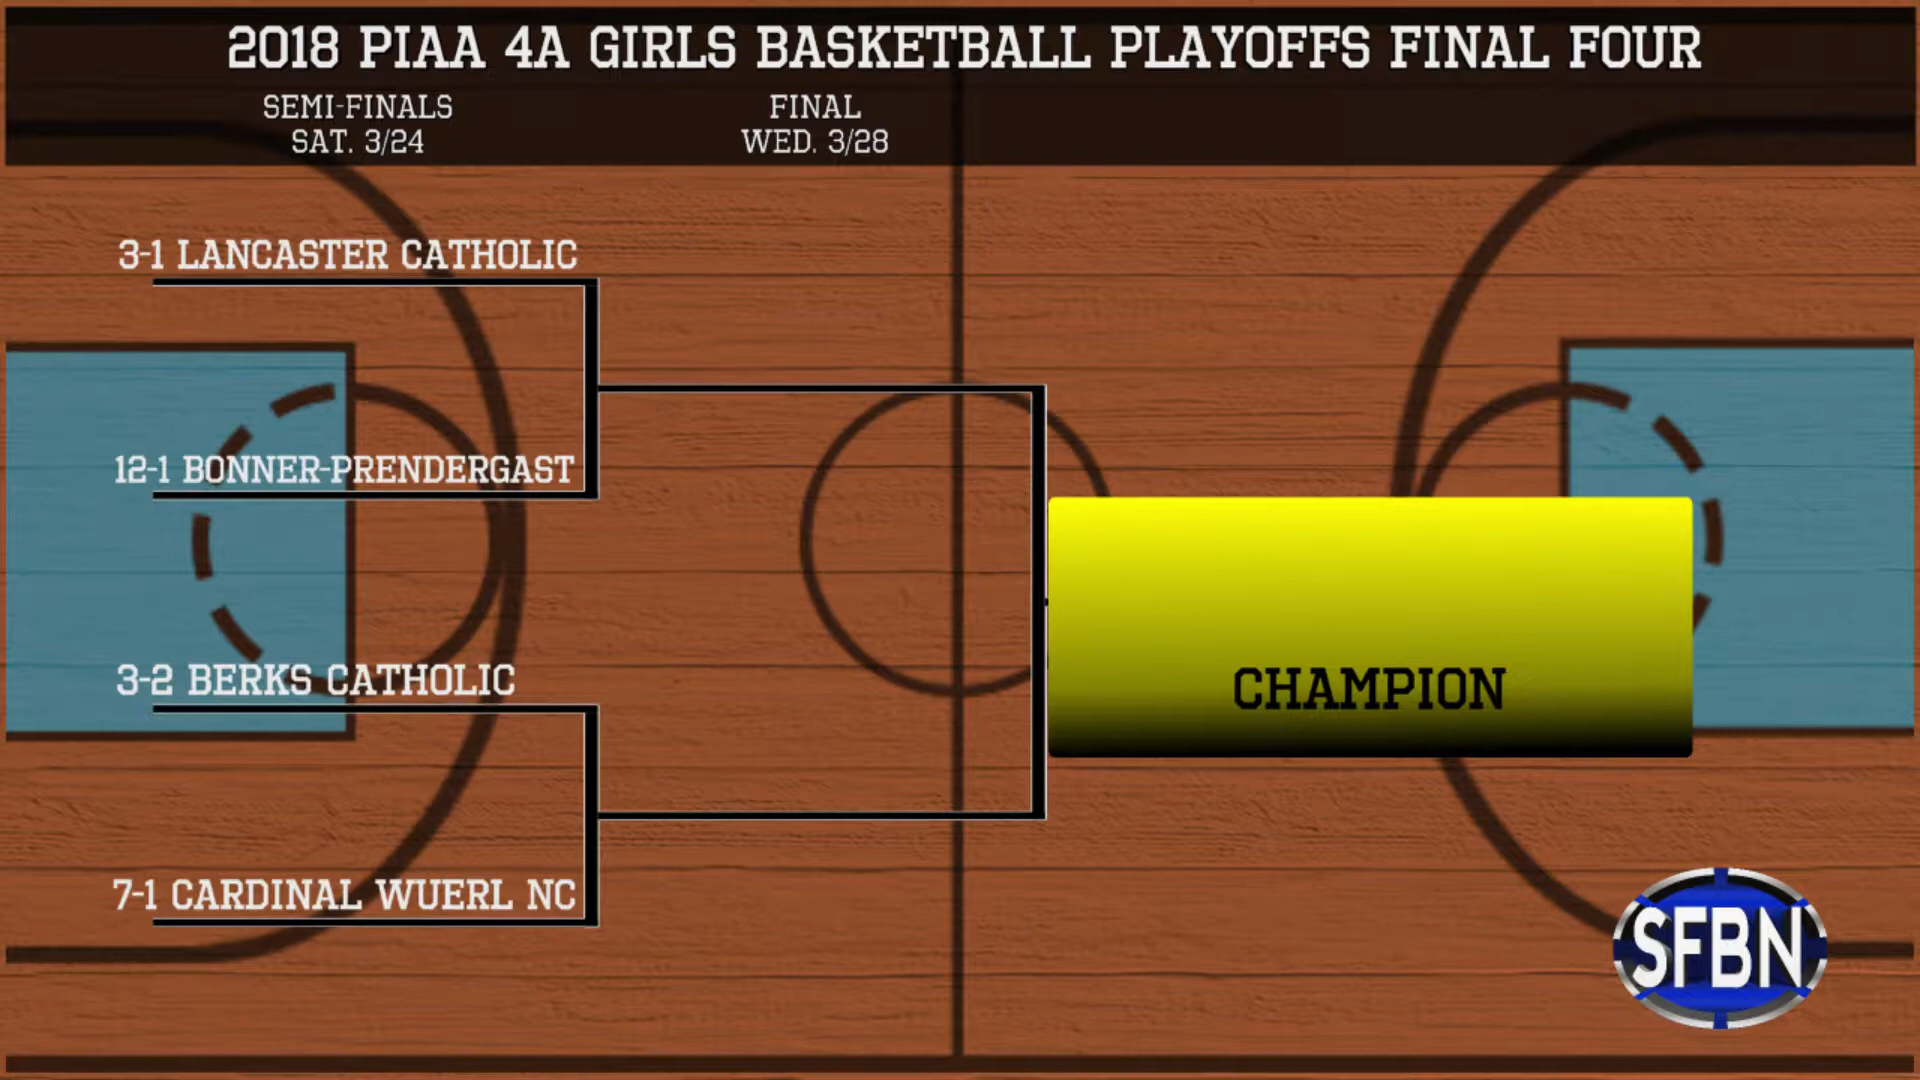 2018 PIAA 4A GIRLS BASKETBALL PLAYOFFS FINAL FOUR
SEMI-FINALS
SAT. 3/24
FINAL
WED. 3/28
3-1 LANCASTER CATHOLIC
12-1 BONNER-PRENDERGAST
3-2 BERKS CATHOLIC
7-1 CARDINAL WUERL NC
CHAMPION
SFBN